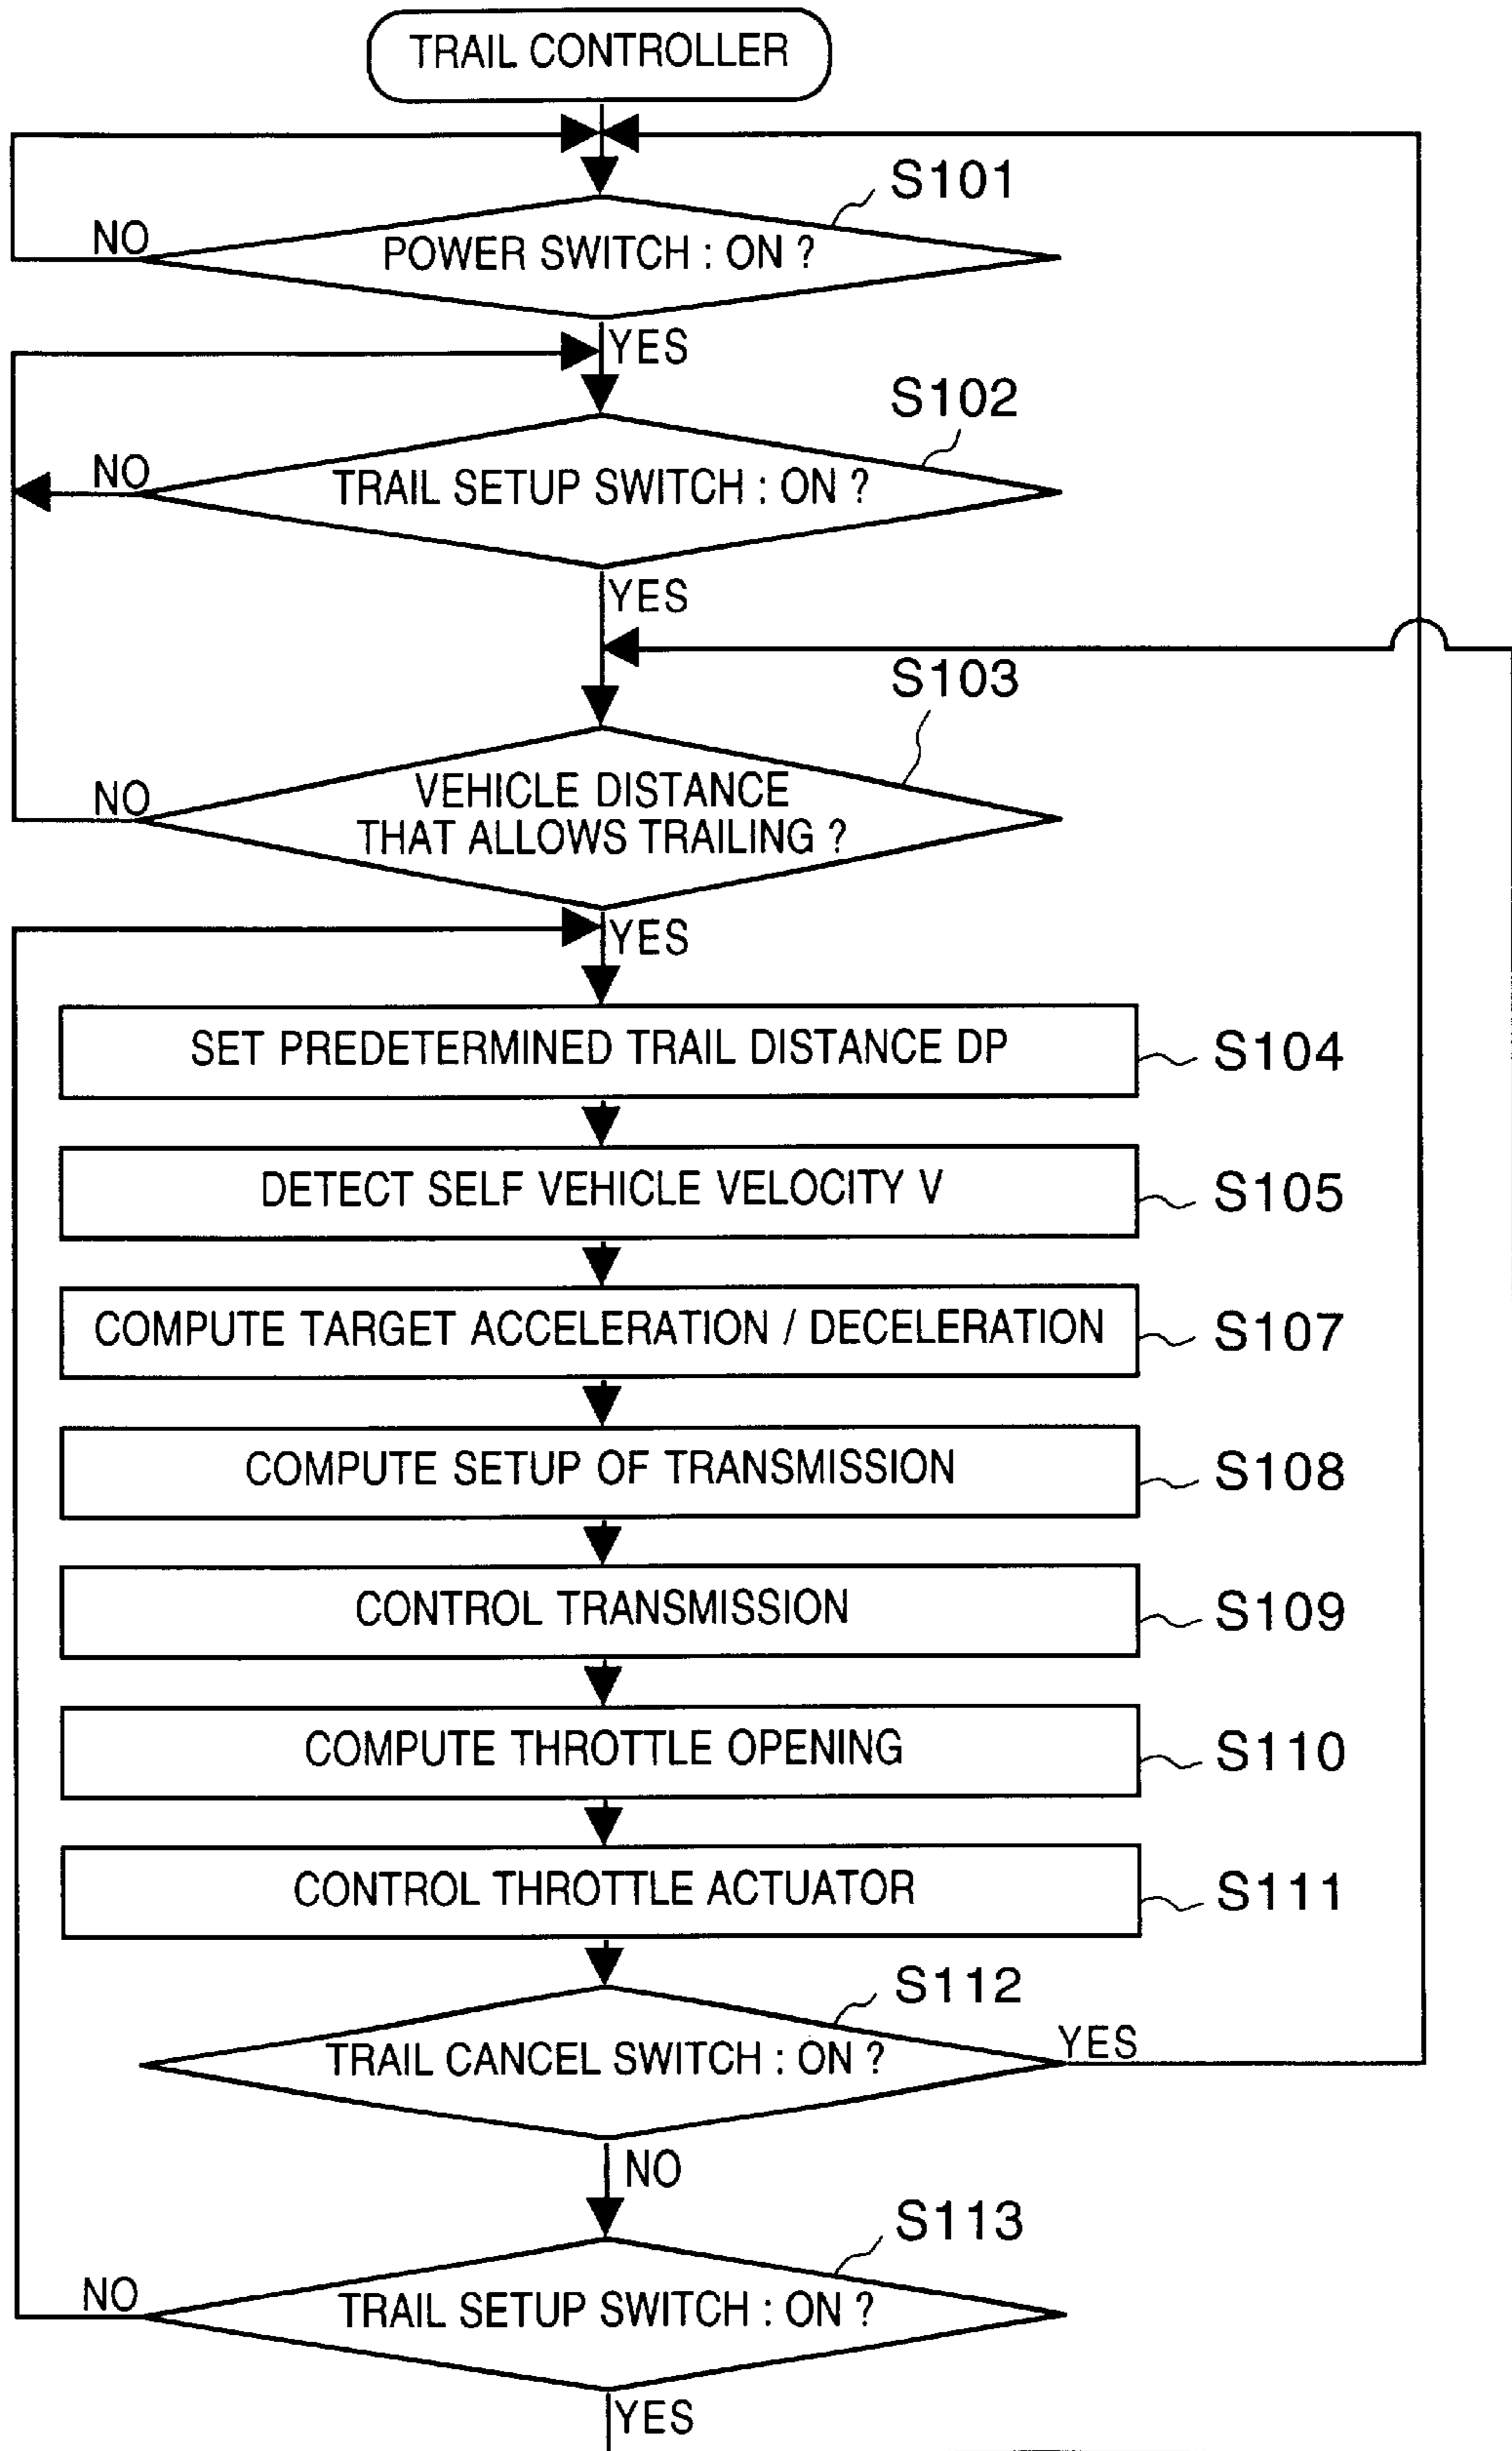 TRAIL CONTROLLER
S101
NO
POWER SWITCH : ON ?
YES
S102
NO
TRAIL SETUP SWITCH : ON ?
YES
S103
NO
VEHICLE DISTANCE
THAT ALLOWS TRAILING ?
YES
SET PREDETERMINED TRAIL DISTANCE DP
S104
DETECT SELF VEHICLE VELOCITY V
S105
COMPUTE TARGET ACCELERATION / DECELERATION
S107
COMPUTE SETUP OF TRANSMISSION
S108
CONTROL TRANSMISSION
S109
COMPUTE THROTTLE OPENING
S110
CONTROL THROTTLE ACTUATOR
S111
S112
TRAIL CANCEL SWITCH : ON ?
YES
NO
S113
NO
TRAIL SETUP SWITCH : ON ?
YES